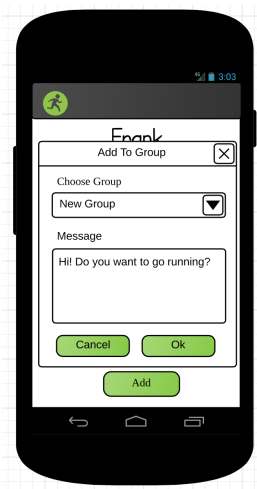 4G 3:03
Add To Group
Choose Group
New Group
Message
Hi! Do you want to go running?
Cancel Ok
Add